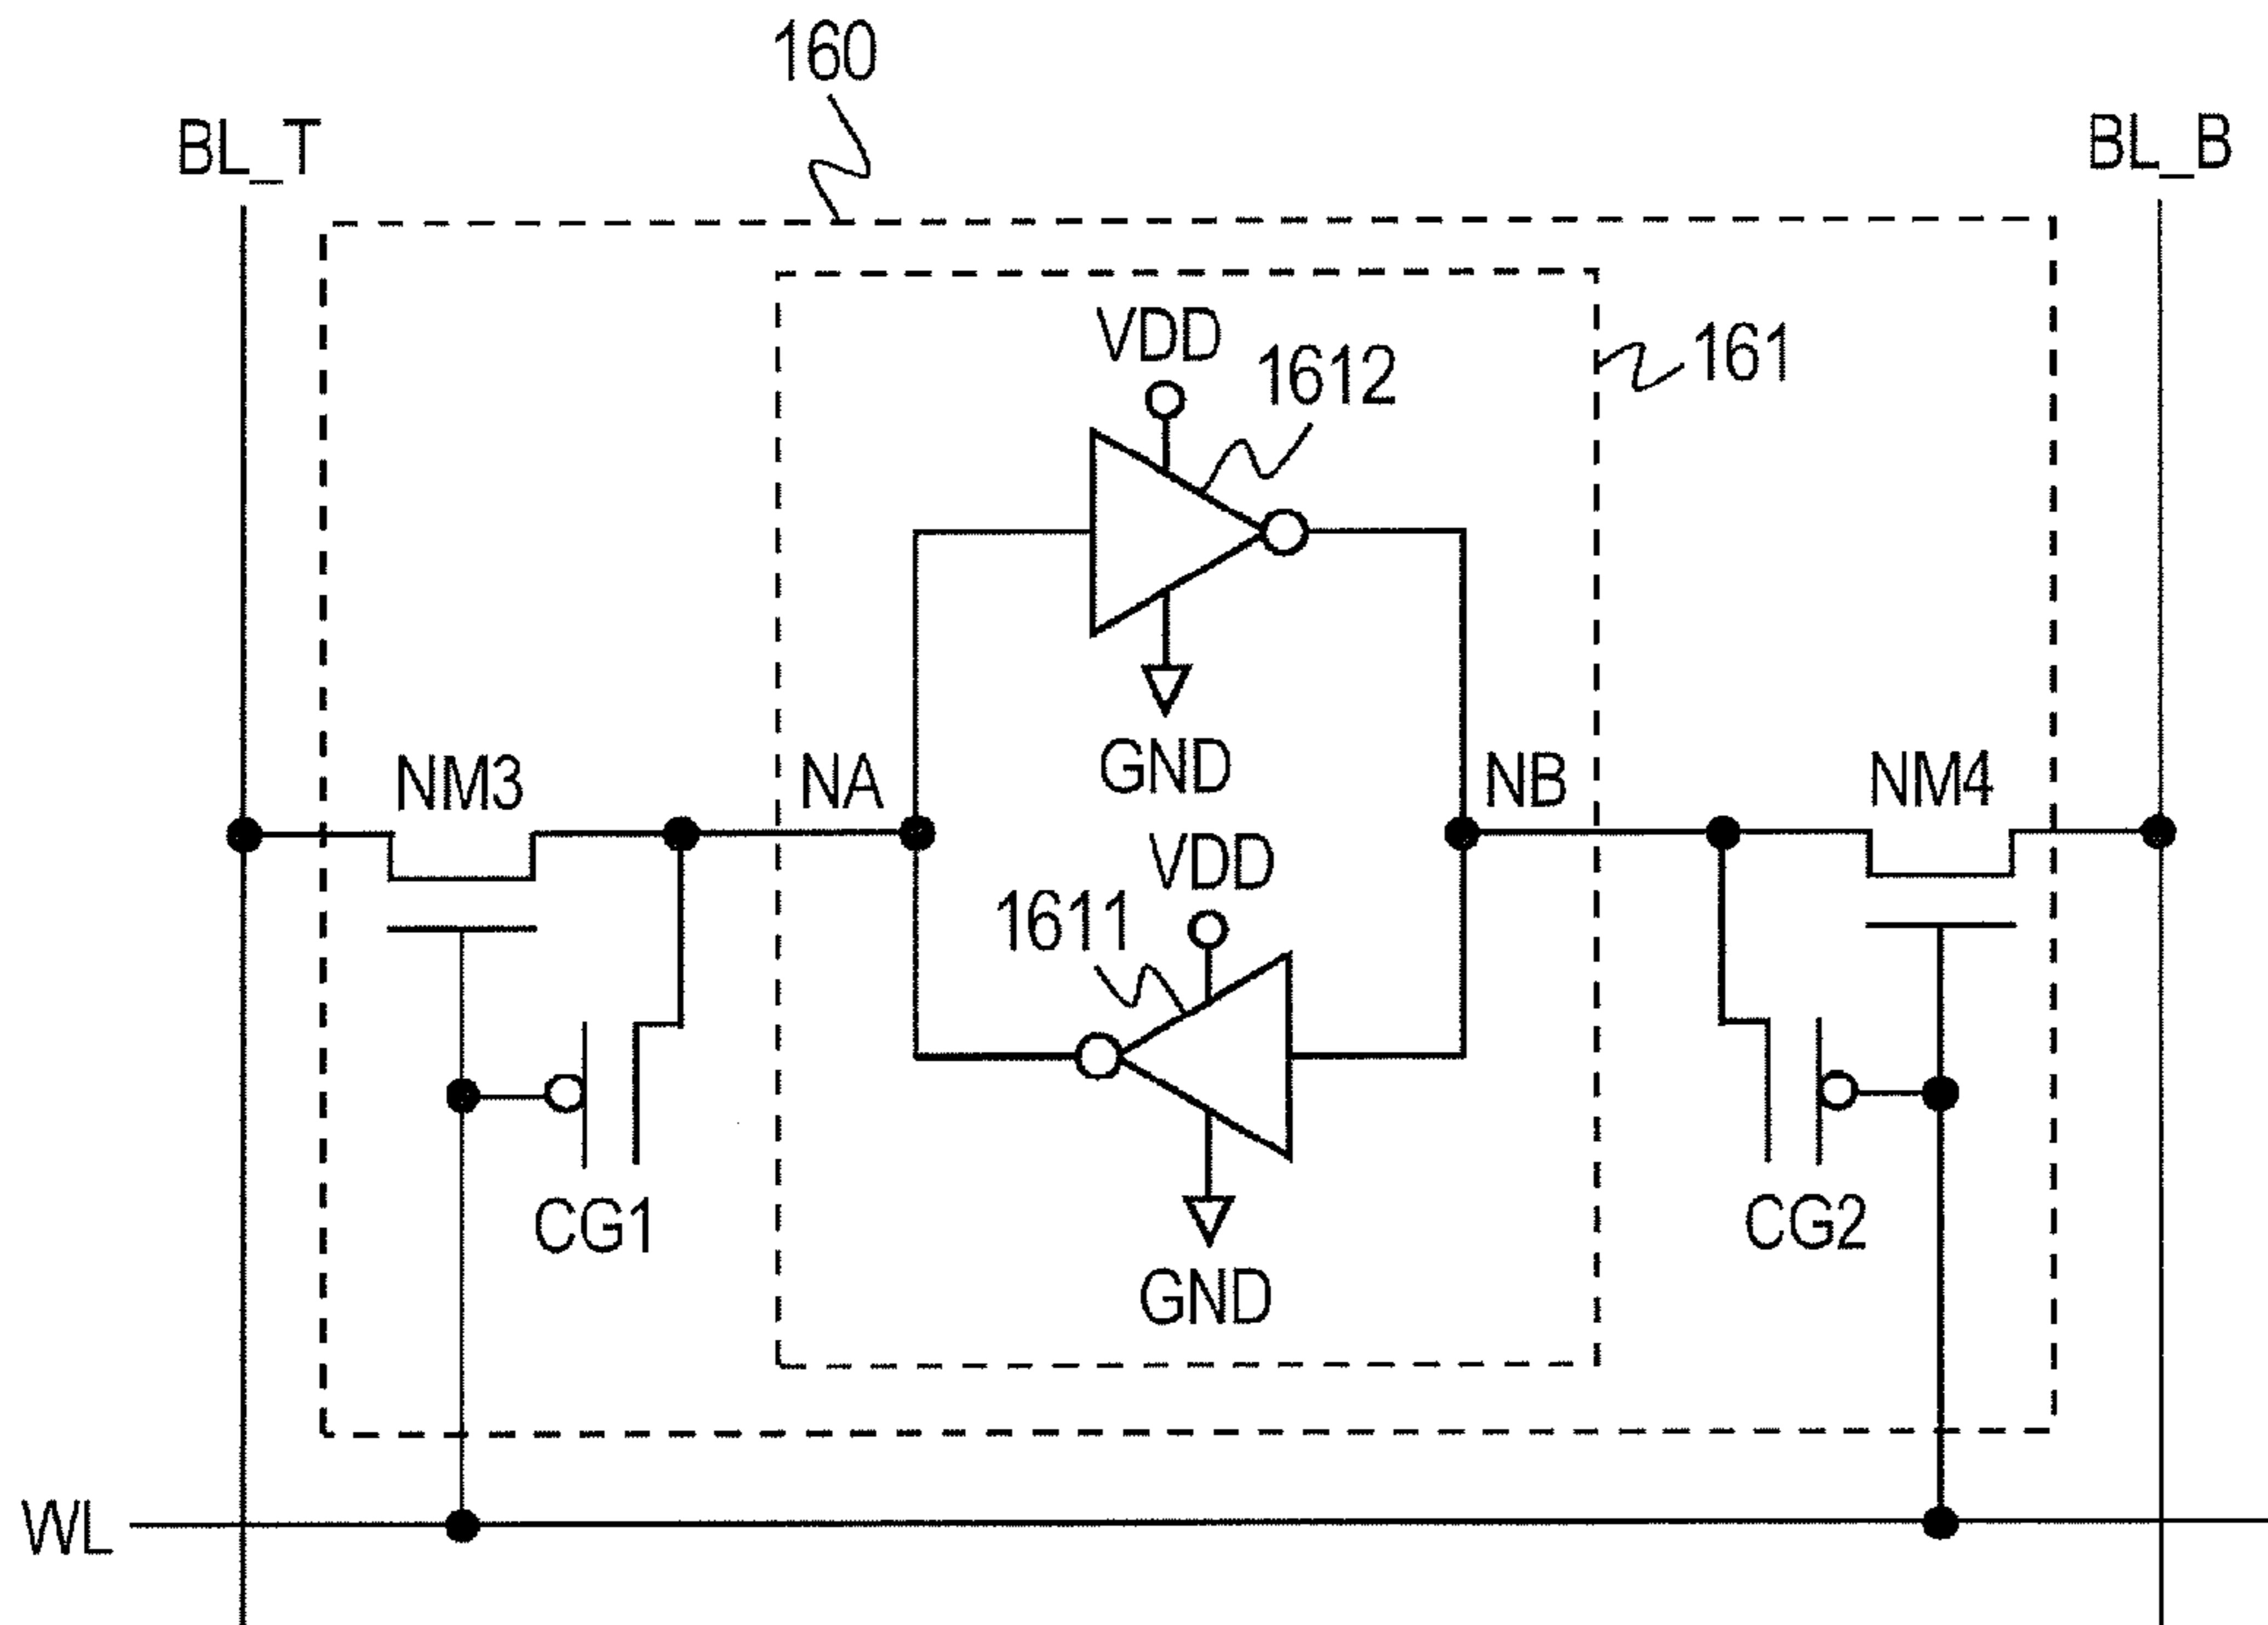 160
BL_T
BL_B
VDD
1612
161
GND
NM3
NA
NB
NM4
VDD
1611
CG1
CG2
GND
WL